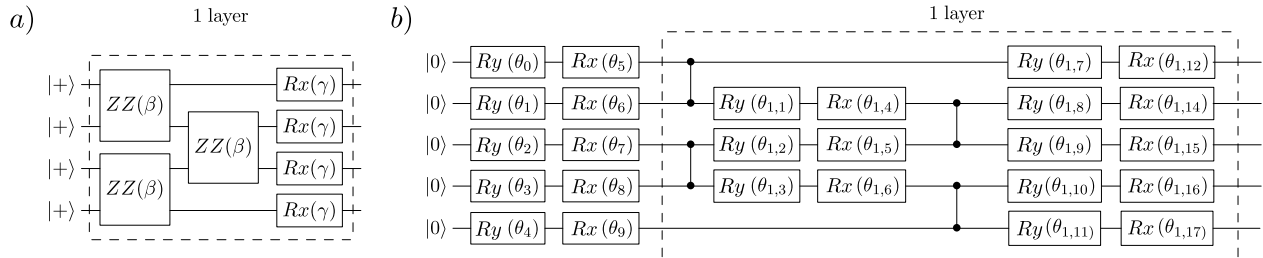 a)
1 layer
|+⟩ ZZ(β) Rx(γ)
|+⟩ ZZ(β) Rx(γ)
|+⟩ ZZ(β) Rx(γ)
|+⟩ Rx(γ)
b)
1 layer
|0⟩ Ry (θ₀) Rx (θ₅) Ry (θ₁,₇) Rx (θ₁,₁₂)
|0⟩ Ry (θ₁) Rx (θ₆) Ry (θ₁,₁) Rx (θ₁,₄) Ry (θ₁,₈) Rx (θ₁,₁₄)
|0⟩ Ry (θ₂) Rx (θ₇) Ry (θ₁,₂) Rx (θ₁,₅) Ry (θ₁,₉) Rx (θ₁,₁₅)
|0⟩ Ry (θ₃) Rx (θ₈) Ry (θ₁,₃) Rx (θ₁,₆) Ry(θ₁,₁₀) Rx (θ₁,₁₆)
|0⟩ Ry (θ₄) Rx (θ₉) Ry(θ₁,₁₁) Rx (θ₁,₁₇)